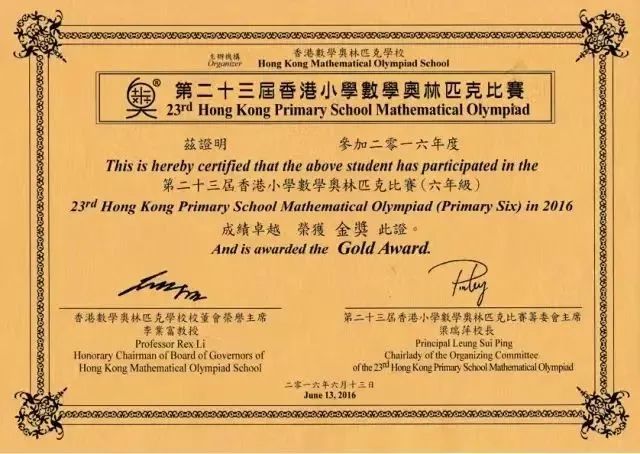 主辦機構
Organizer
香港數學奧林匹克學校
Hong Kong Mathematical Olympiad School
第二十三屆香港小學數學奧林匹克比賽
23rd Hong Kong Primary School Mathematical Olympiad
茲證明 參加二零一六年度
This is hereby certified that the above student has participated in the
第二十三屆香港小學數學奧林匹克比賽(六年級)
23rd Hong Kong Primary School Mathematical Olympiad (Primary Six) in 2016
成績卓越 榮獲 金獎 此證。
And is awarded the Gold Award.
香港數學奧林匹克學校校董會榮譽主席
李業富教授
Professor Rex Li
Honorary Chairman of Board of Governors of
Hong Kong Mathematical Olympiad School
第二十三屆香港小學數學奧林匹克比賽籌委會主席
梁瑞萍校長
Principal Leung Sui Ping
Chairlady of the Organizing Committee
of the 23rd Hong Kong Primary School Mathematical Olympiad
二零一六年六月十三日
June 13, 2016